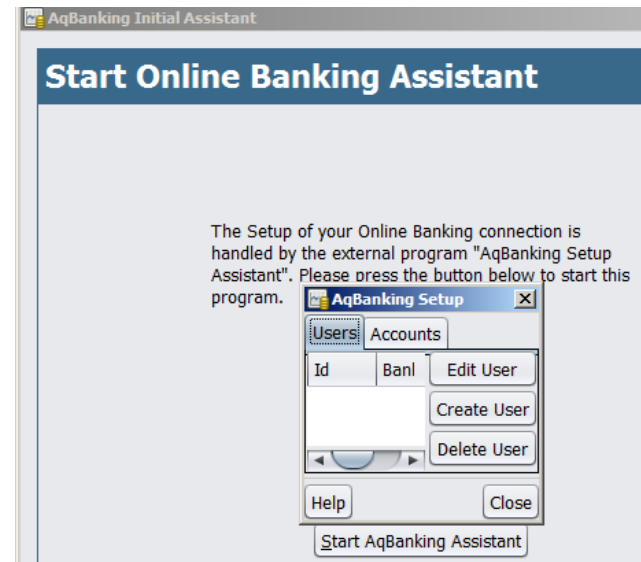 AqBanking Initial Assistant
Start Online Banking Assistant
The Setup of your Online Banking connection is
handled by the external program "AqBanking Setup
Assistant". Please press the button below to start this
program.
AqBanking Setup
Users Accounts
Id Banl Edit User
Create User
Delete User
Help Close
Start AqBanking Assistant